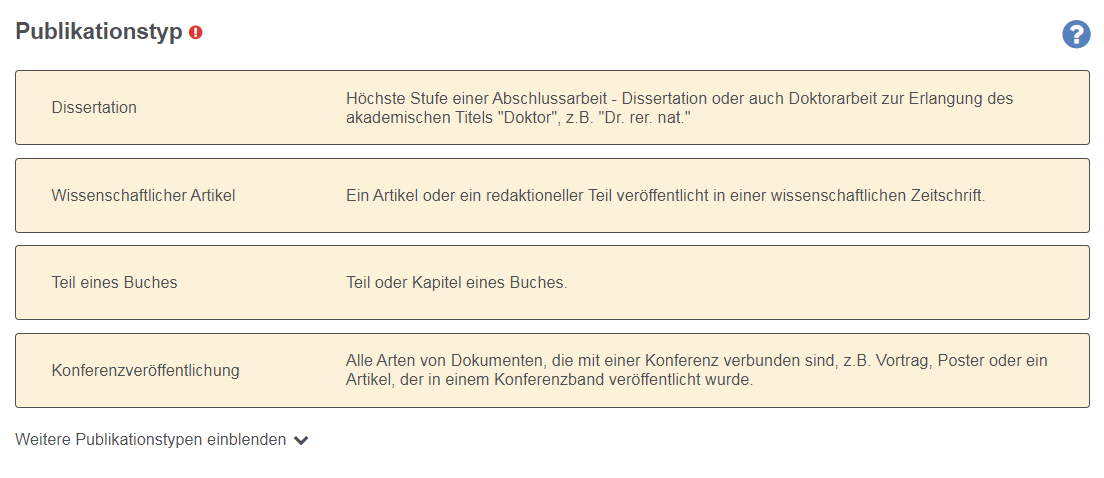 Publikationstyp
Dissertation
Höchste Stufe einer Abschlussarbeit - Dissertation oder auch Doktorarbeit zur Erlangung des
akademischen Titels "Doktor", z.B. "Dr. rer. nat."
Wissenschaftlicher Artikel
Ein Artikel oder ein redaktioneller Teil veröffentlicht in einer wissenschaftlichen Zeitschrift.
Teil eines Buches
Teil oder Kapitel eines Buches.
Konferenzveröffentlichung
Alle Arten von Dokumenten, die mit einer Konferenz verbunden sind, z.B. Vortrag, Poster oder ein
Artikel, der in einem Konferenzband veröffentlicht wurde.
Weitere Publikationstypen einblenden